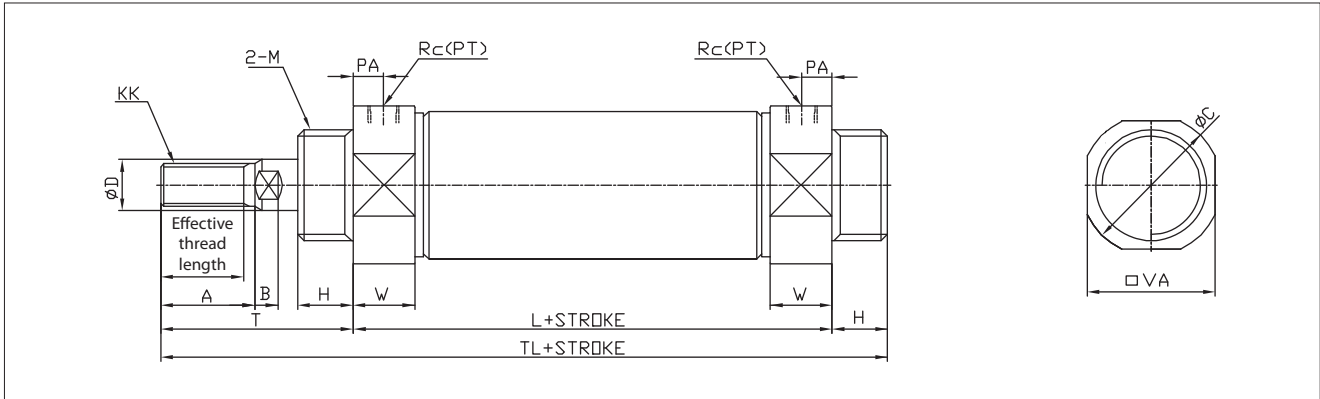 Rc(PT)
Rc(PT)
2-M
PA
PA
KK
øC
øD
Effective
thread
length
A
B
H
W
W
□VA
T
L+STROKE
H
TL+STROKE